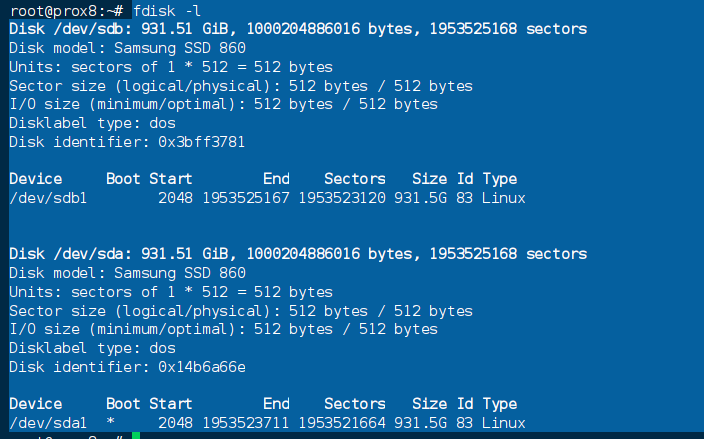 root@prox8:~# fdisk -l
Disk /dev/sdb: 931.51 GiB, 1000204886016 bytes, 1953525168 sectors
Disk model: Samsung SSD 860
Units: sectors of 1 * 512 = 512 bytes
Sector size (logical/physical): 512 bytes / 512 bytes
I/O size (minimum/optimal): 512 bytes / 512 bytes
Disklabel type: dos
Disk identifier: 0x3bff3781
Device     Boot Start        End    Sectors   Size Id Type
/dev/sdb1        2048 1953525167 1953523120 931.5G 83 Linux
Disk /dev/sda: 931.51 GiB, 1000204886016 bytes, 1953525168 sectors
Disk model: Samsung SSD 860
Units: sectors of 1 * 512 = 512 bytes
Sector size (logical/physical): 512 bytes / 512 bytes
I/O size (minimum/optimal): 512 bytes / 512 bytes
Disklabel type: dos
Disk identifier: 0x14b6a66e
Device     Boot Start        End    Sectors   Size Id Type
/dev/sda1  *     2048 1953523711 1953521664 931.5G 83 Linux
root@prox8:~#